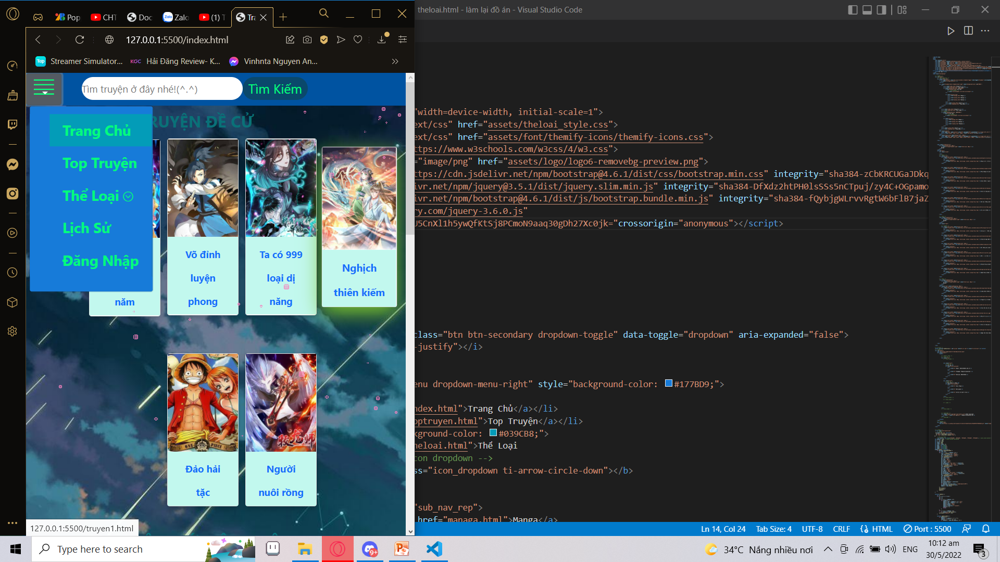 Pop
CHT
Doc
Zalo
(1) T
Tra
theloai.html - làm lại đồ án - Visual Studio Code
127.0.0.1:5500/index.html
Streamer Simulator...
KGC
Hải Đăng Review- K...
Vinhnta Nguyen An...
Tìm truyện ở đây nhé!(^.^)
Tìm Kiếm
RUYỆN ĐỀ CỬ
Trang Chủ
Top Truyện
Thể Loại
Lịch Sử
Đăng Nhập
năm
Võ đỉnh
luyện
phong
Ta có 999
loại dị
năng
Nghịch
thiên kiếm
Đảo hải
tặc
Người
nuôi rồng
127.0.0.1:5500/truyen1.html
"width=device-width, initial-scale=1">
ext/css" href="assets/theloai_style.css">
ext/css" href="assets/font/themify-icons/themify-icons.css">
ttps://www.w3schools.com/w3css/4/w3.css">
="image/png" href="assets/logo/logo6-removebg-preview.png">
ttps://cdn.jsdelivr.net/npm/bootstrap@4.6.1/dist/css/bootstrap.min.css" integrity="sha384-zCbKRCUGaJDkq
ivr.net/npm/jquery@3.5.1/dist/jquery.slim.min.js" integrity="sha384-DfXdz2htPH0lsSSs5nCTpuj/zy4C+OGpamo
ivr.net/npm/bootstrap@4.6.1/dist/js/bootstrap.bundle.min.js" integrity="sha384-fQybjgWLrvvRgtW6bFlB7jaZ
ry.com/jquery-3.6.0.js"
U5CnXl1h5ywQfKtSj8PCmoN9aaq30gDh27Xc0jk="crossorigin="anonymous"></script>
class="btn btn-secondary dropdown-toggle" data-toggle="dropdown" aria-expanded="false">
-justify"></i>
enu dropdown-menu-right" style="background-color: #177BD9;">
ndex.html">Trang Chủ</a></li>
optruyen.html">Top Truyện</a></li>
kground-color: #039CB8;">
heloai.html">Thể Loại
con dropdown -->
ss="icon_dropdown ti-arrow-circle-down"></b>
"sub_nav_rep">
href="managa.html">Manga</a>
Ln 14, Col 24
Tab Size: 4
UTF-8
CRLF
HTML
Port : 5500
Type here to search
9+
34°C Nắng nhiều nơi
ENG
10:12 am
30/5/2022
3